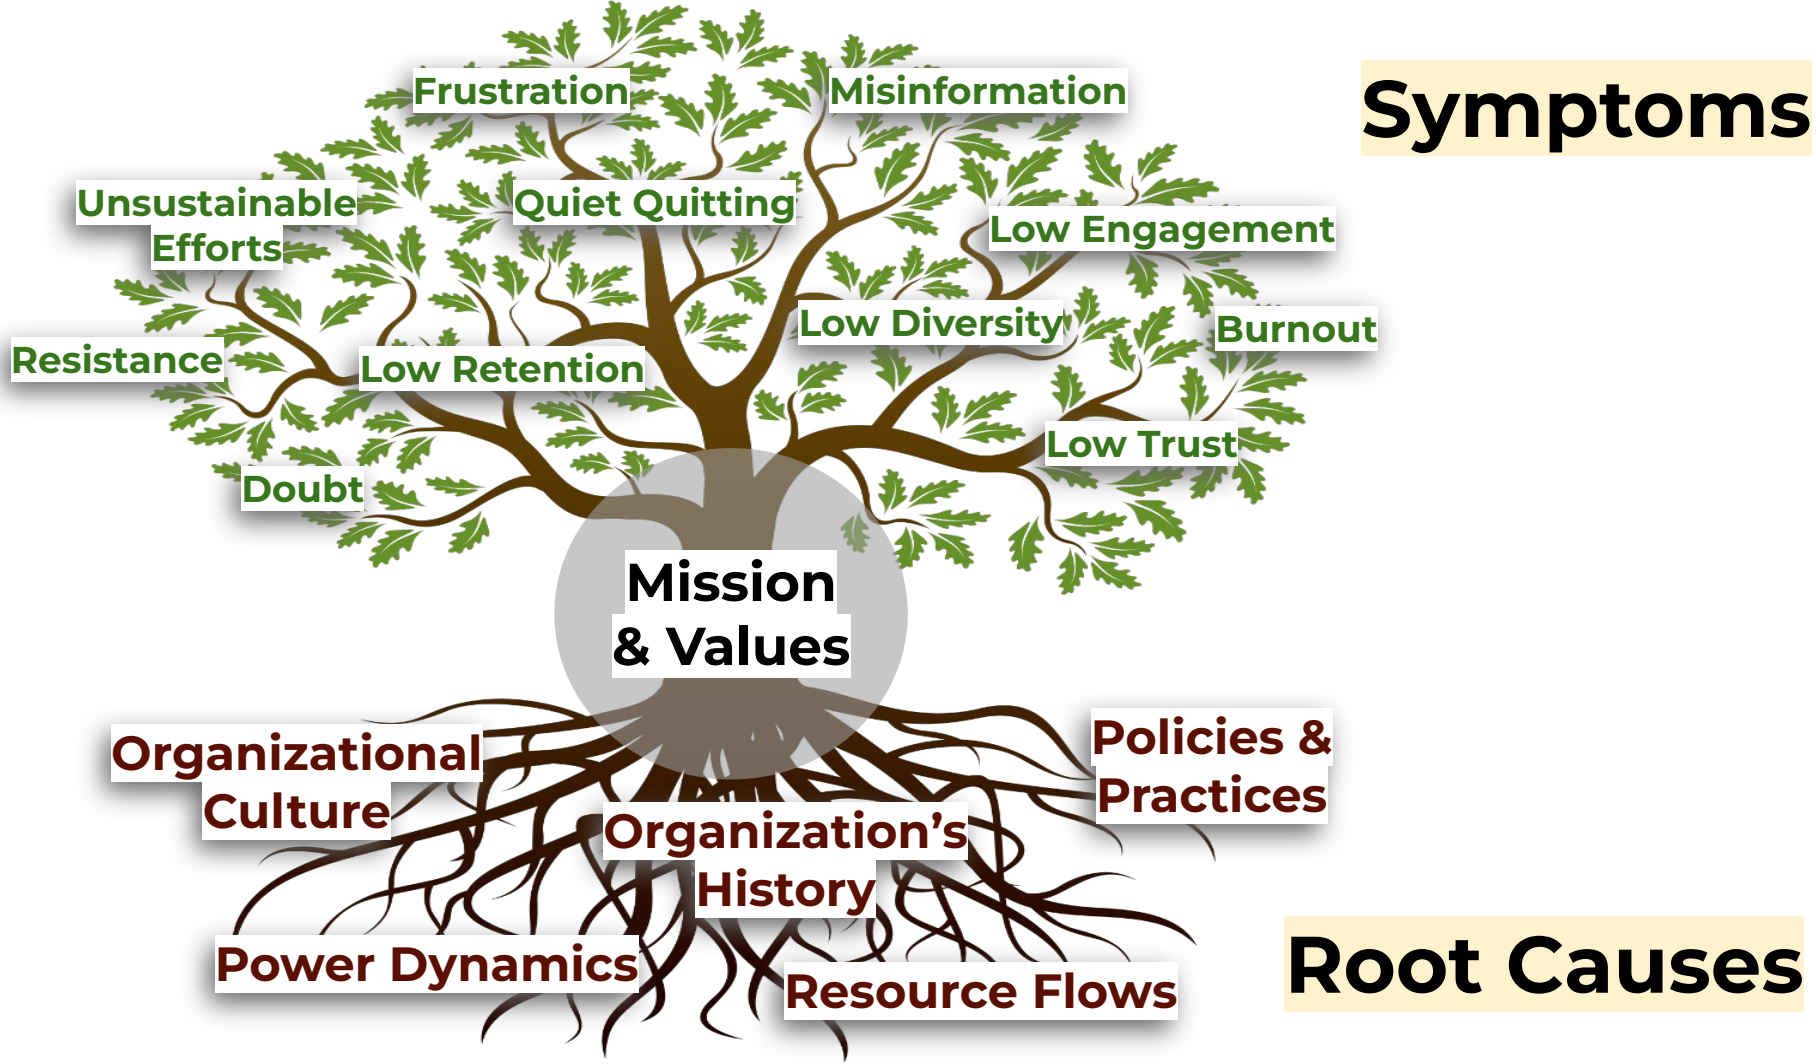 Frustration
Misinformation
Symptoms
Unsustainable
Efforts
Quiet Quitting
Low Engagement
Resistance
Low Retention
Low Diversity
Burnout
Doubt
Low Trust
Mission
& Values
Organizational
Culture
Organization’s
History
Policies &
Practices
Power Dynamics
Resource Flows
Root Causes